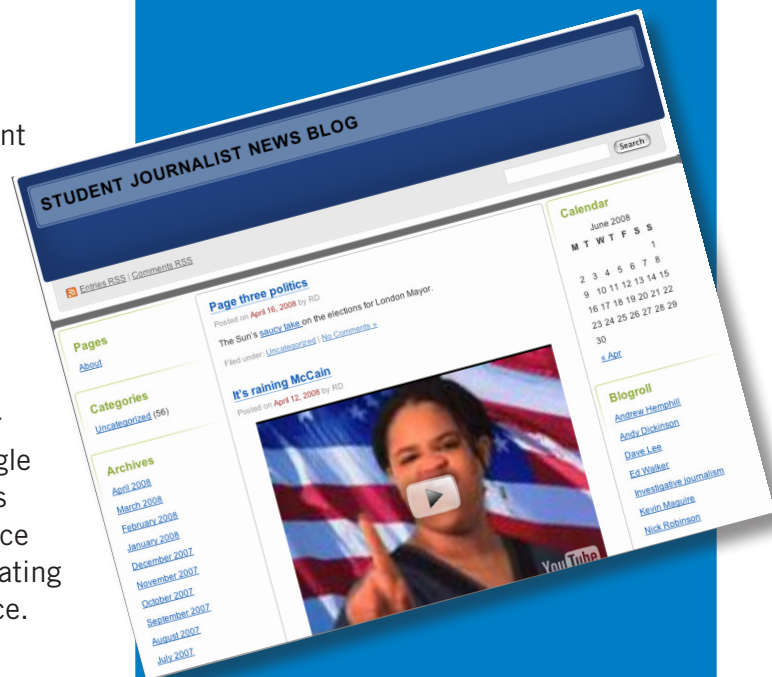 nt
gle
s
ce
ating
ce.
STUDENT JOURNALIST NEWS BLOG
Search
Entries RSS | Comments RSS
Pages
About
Categories
Uncategorized (56)
Archives
April 2008
March 2008
February 2008
January 2008
December 2007
November 2007
October 2007
September 2007
August 2007
July 2007
Page three politics
Posted on April 16, 2008 by RD
The Sun's saucy take on the elections for London Mayor.
Filed under: Uncategorized | No Comments »
It's raining McCain
Posted on April 12, 2008 by RD
YouTube
Calendar
June 2008
M T W T F S S
1
2 3 4 5 6 7 8
9 10 11 12 13 14 15
16 17 18 19 20 21 22
23 24 25 26 27 28 29
30
« Apr
Blogroll
Andrew Hemphill
Andy Dickinson
Dave Lee
Ed Walker
Investigative journalism
Kevin Maguire
Nick Robinson